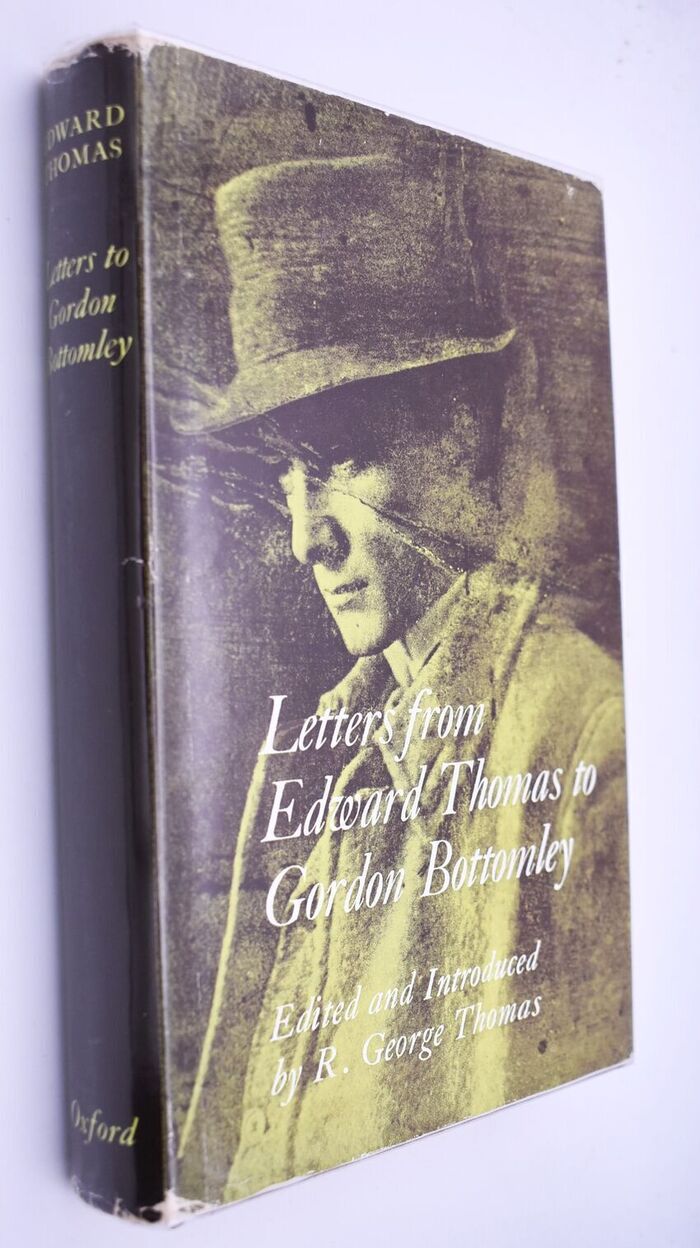 EDWARD
THOMAS
Letters to
Gordon
Bottomley
Oxford
Letters from
Edward Thomas to
Gordon Bottomley
Edited and Introduced
by R. George Thomas